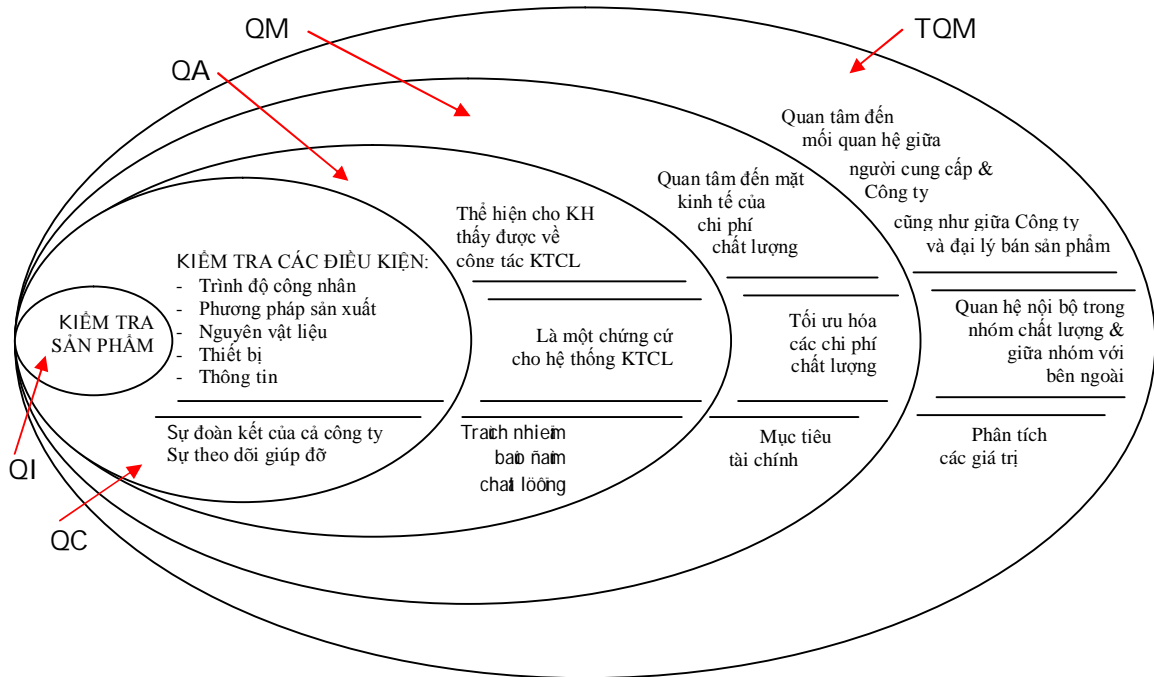 QM
TQM
QA
Quan tâm đến
mối quan hệ giữa
người cung cấp &
Công ty
cũng như giữa Công ty
và đại lý bán sản phẩm
Quan tâm đến mặt
kinh tế của
chi phí
chất lượng
Thể hiện cho KH
thấy được về
công tác KTCL
KIỂM TRA CÁC ĐIỀU KIỆN:
- Trình độ công nhân
- Phương pháp sản xuất
- Nguyên vật liệu
- Thiết bị
- Thông tin
KIỂM TRA
SẢN PHẨM
Là một chứng cứ
cho hệ thống KTCL
Tối ưu hóa
các chi phí
chất lượng
Quan hệ nội bộ trong
nhóm chất lượng &
giữa nhóm với
bên ngoài
Sự đoàn kết của cả công ty
Sự theo dõi giúp đỡ
Mục tiêu
tài chính
Phân tích
các giá trị
QI
QC